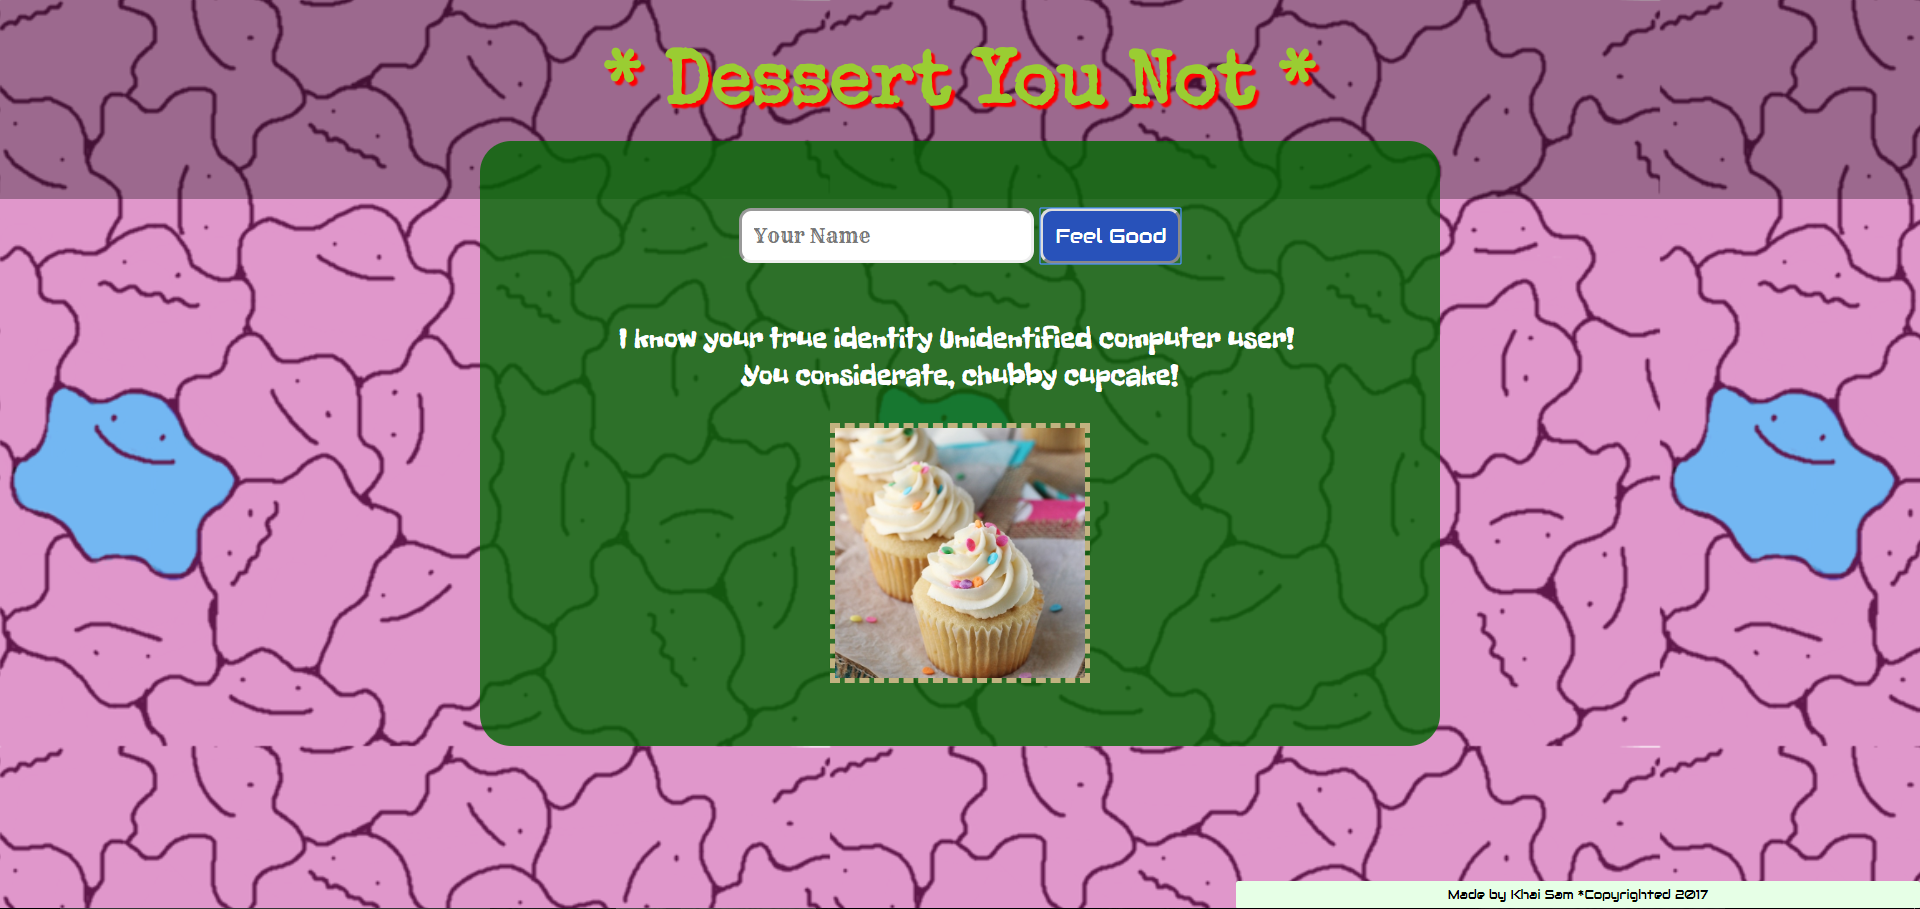 * Dessert You Not *
Your Name
Feel Good
I know your true identity Unidentified computer user!
You considerate, chubby cupcake!
Made by Khai Sam *Copyrighted 2017